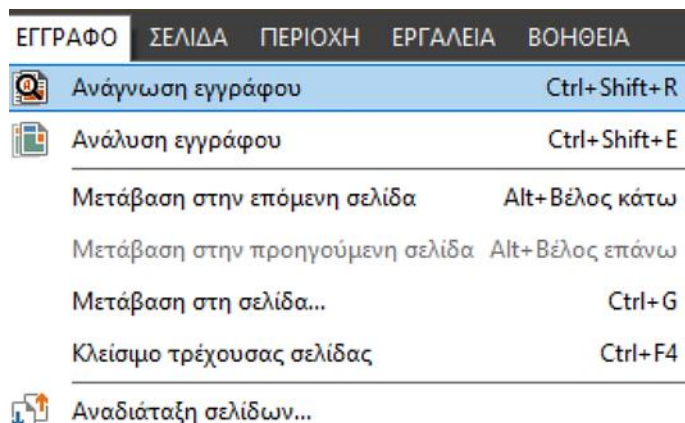 ΕΓΓΡΑΦΟ ΣΕΛΙΔΑ ΠΕΡΙΟΧΗ ΕΡΓΑΛΕΙΑ ΒΟΗΘΕΙΑ
Ανάγνωση εγγράφου Ctrl+Shift+R
Ανάλυση εγγράφου Ctrl+Shift+E
Μετάβαση στην επόμενη σελίδα Alt+Βέλος κάτω
Μετάβαση στην προηγούμενη σελίδα Alt+Βέλος επάνω
Μετάβαση στη σελίδα... Ctrl+G
Κλείσιμο τρέχουσας σελίδας Ctrl+F4
Αναδιάταξη σελίδων...